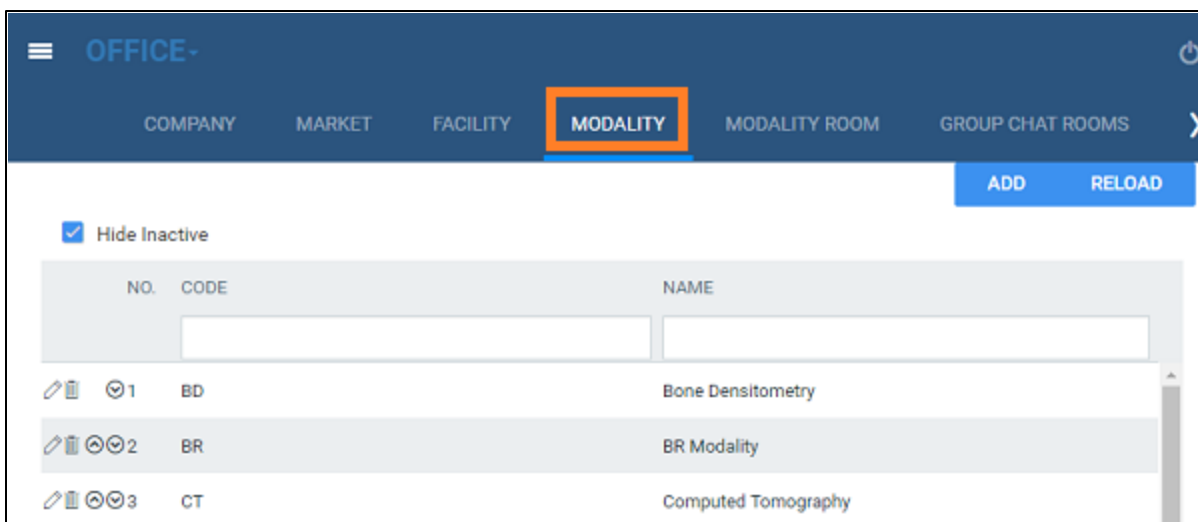 OFFICE
COMPANY MARKET FACILITY MODALITY MODALITY ROOM GROUP CHAT ROOMS
ADD RELOAD
Hide Inactive
NO. CODE NAME
1 BD Bone Densitometry
2 BR BR Modality
3 CT Computed Tomography